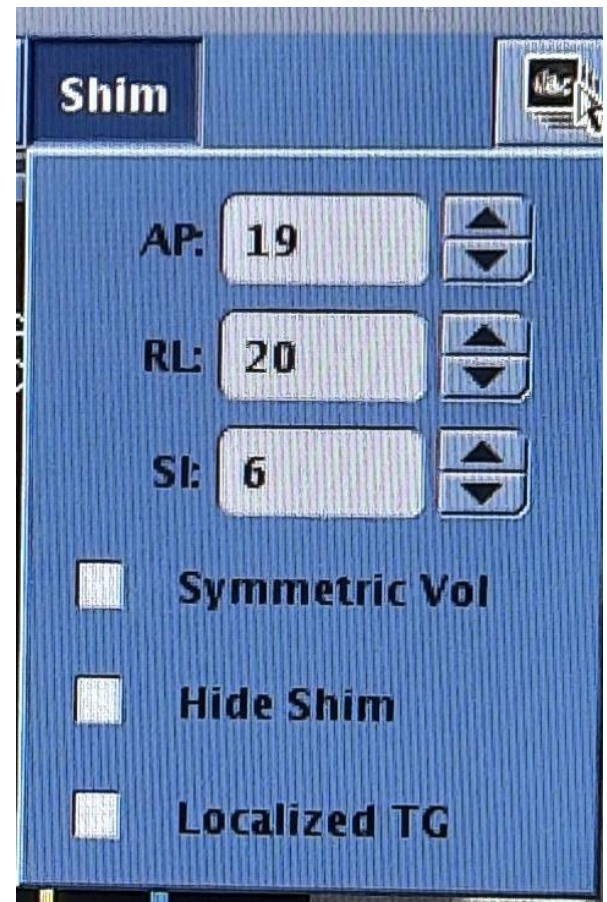 Shim
AP: 19
RL: 20
SI: 6
Symmetric Vol
Hide Shim
Localized TG